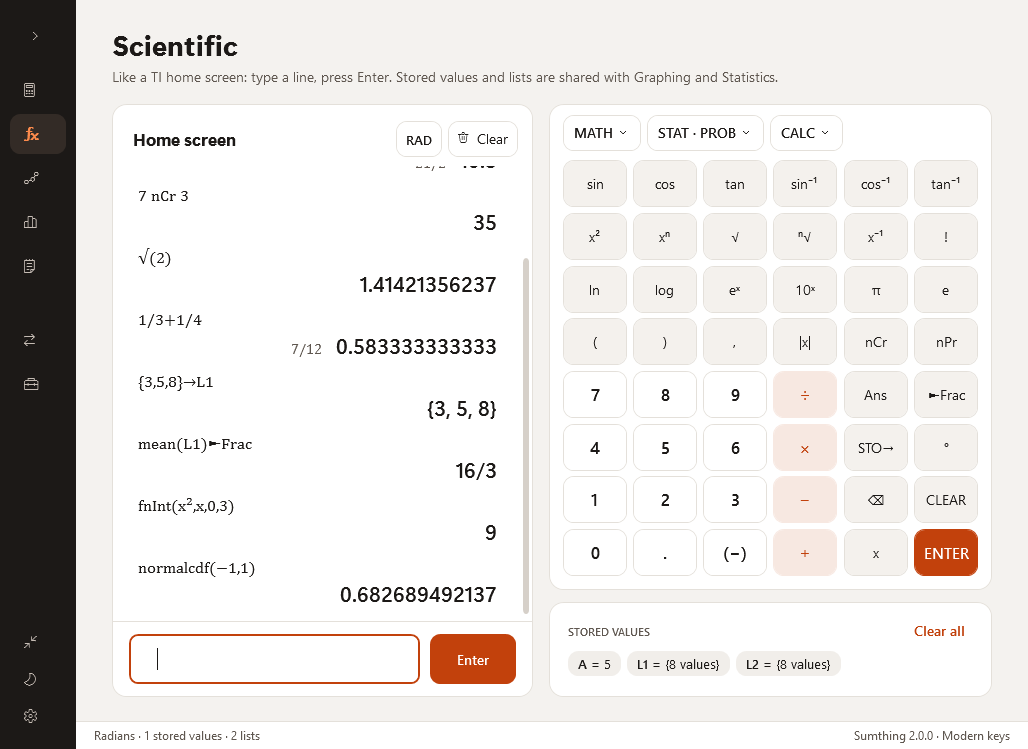 Scientific
Like a TI home screen: type a line, press Enter. Stored values and lists are shared with Graphing and Statistics.
Home screen
RAD
Clear
7 nCr 3
35
√(2)
1.41421356237
1/3+1/4
7/12 0.583333333333
{3,5,8}→L1
{3, 5, 8}
mean(L1)►Frac
16/3
fnInt(x²,x,0,3)
9
normalcdf(−1,1)
0.682689492137
Enter
MATH
STAT · PROB
CALC
sin cos tan sin⁻¹ cos⁻¹ tan⁻¹
x² xⁿ √ ⁿ√ x⁻¹ !
ln log eˣ 10ˣ π e
( ) , |x| nCr nPr
7 8 9 ÷ Ans ►Frac
4 5 6 × STO→ °
1 2 3 − ⌫ CLEAR
0 . (−) + x ENTER
STORED VALUES
Clear all
A = 5 L1 = {8 values} L2 = {8 values}
Radians · 1 stored values · 2 lists
Sumthing 2.0.0 · Modern keys